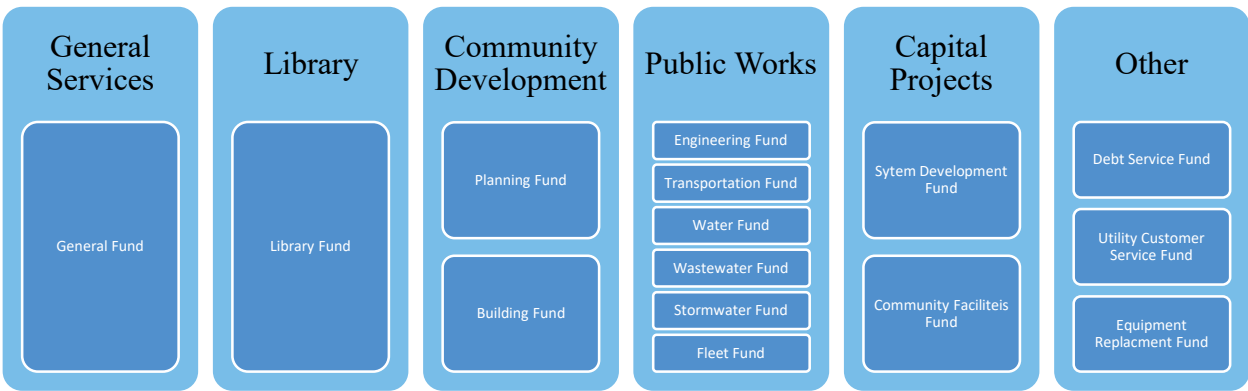 General
Services
General Fund
Library
Library Fund
Community
Development
Planning Fund
Building Fund
Public Works
Engineering Fund
Transportation Fund
Water Fund
Wastewater Fund
Stormwater Fund
Fleet Fund
Capital
Projects
Sytem Development
Fund
Community Faciliteis
Fund
Other
Debt Service Fund
Utility Customer
Service Fund
Equipment
Replacment Fund